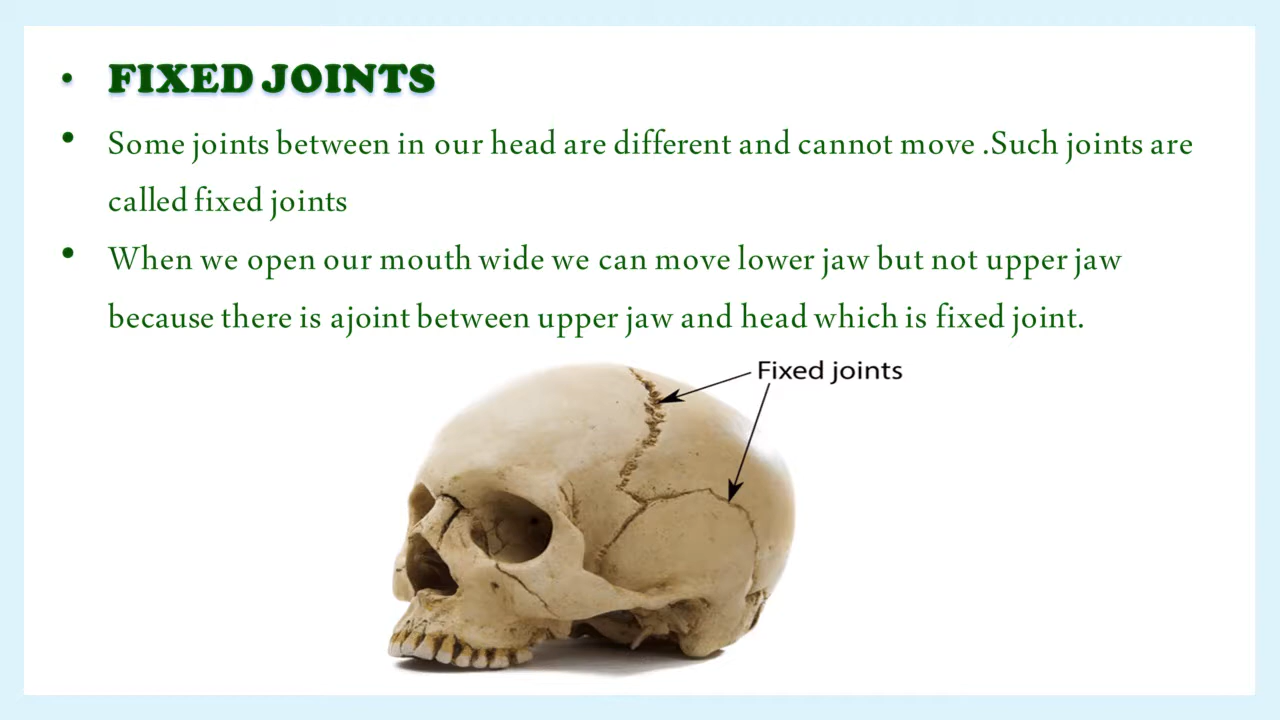 • FIXED JOINTS
• Some joints between in our head are different and cannot move .Such joints are
called fixed joints
• When we open our mouth wide we can move lower jaw but not upper jaw
because there is ajoint between upper jaw and head which is fixed joint.
Fixed joints